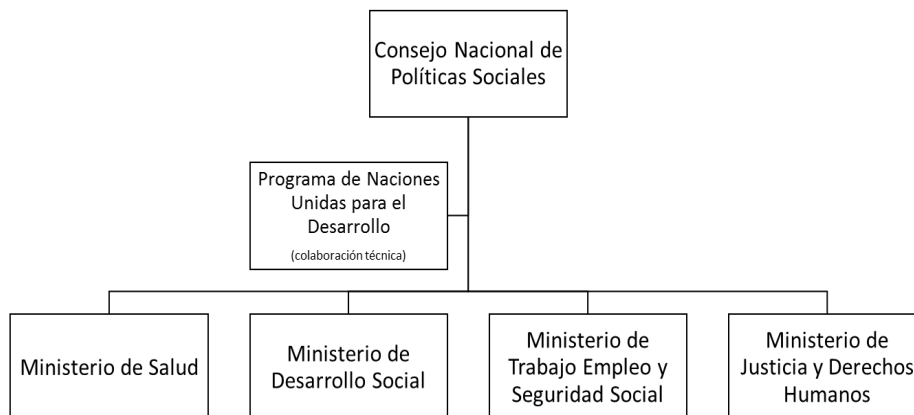 Consejo Nacional de
Políticas Sociales
Programa de Naciones
Unidas para el
Desarrollo
(colaboración técnica)
Ministerio de Salud
Ministerio de
Desarrollo Social
Ministerio de
Trabajo Empleo y
Seguridad Social
Ministerio de
Justicia y Derechos
Humanos